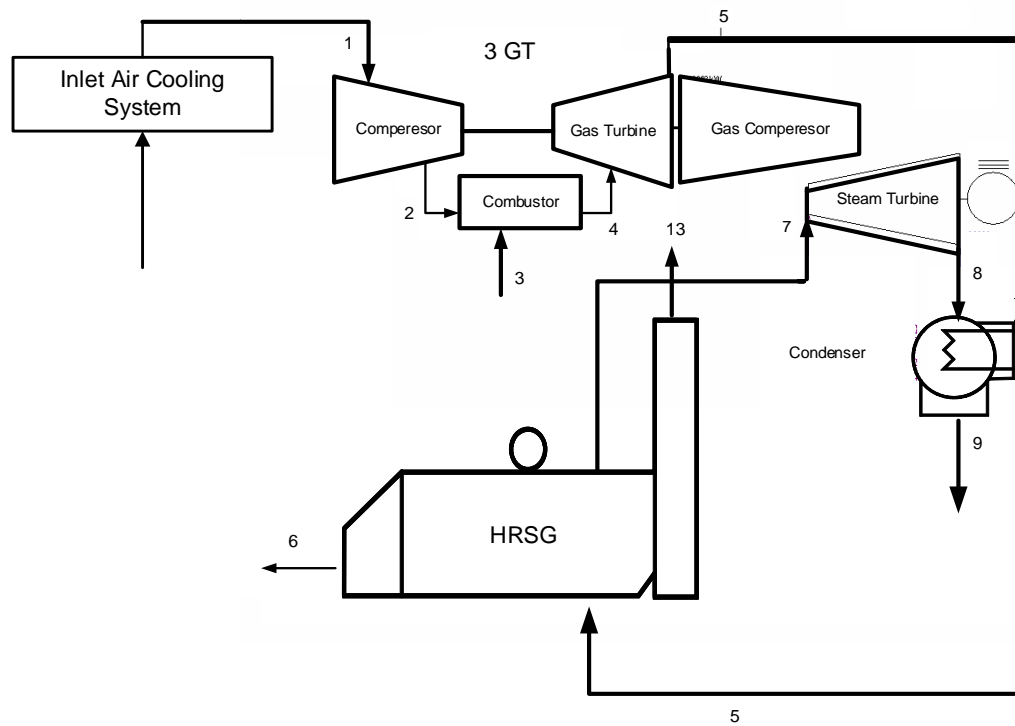 5
1
3 GT
Inlet Air Cooling
System
Comperesor
Gas Turbine
Gas Comperesor
Combustor
Steam Turbine
2
4
13
7
3
8
Condenser
9
HRSG
6
5